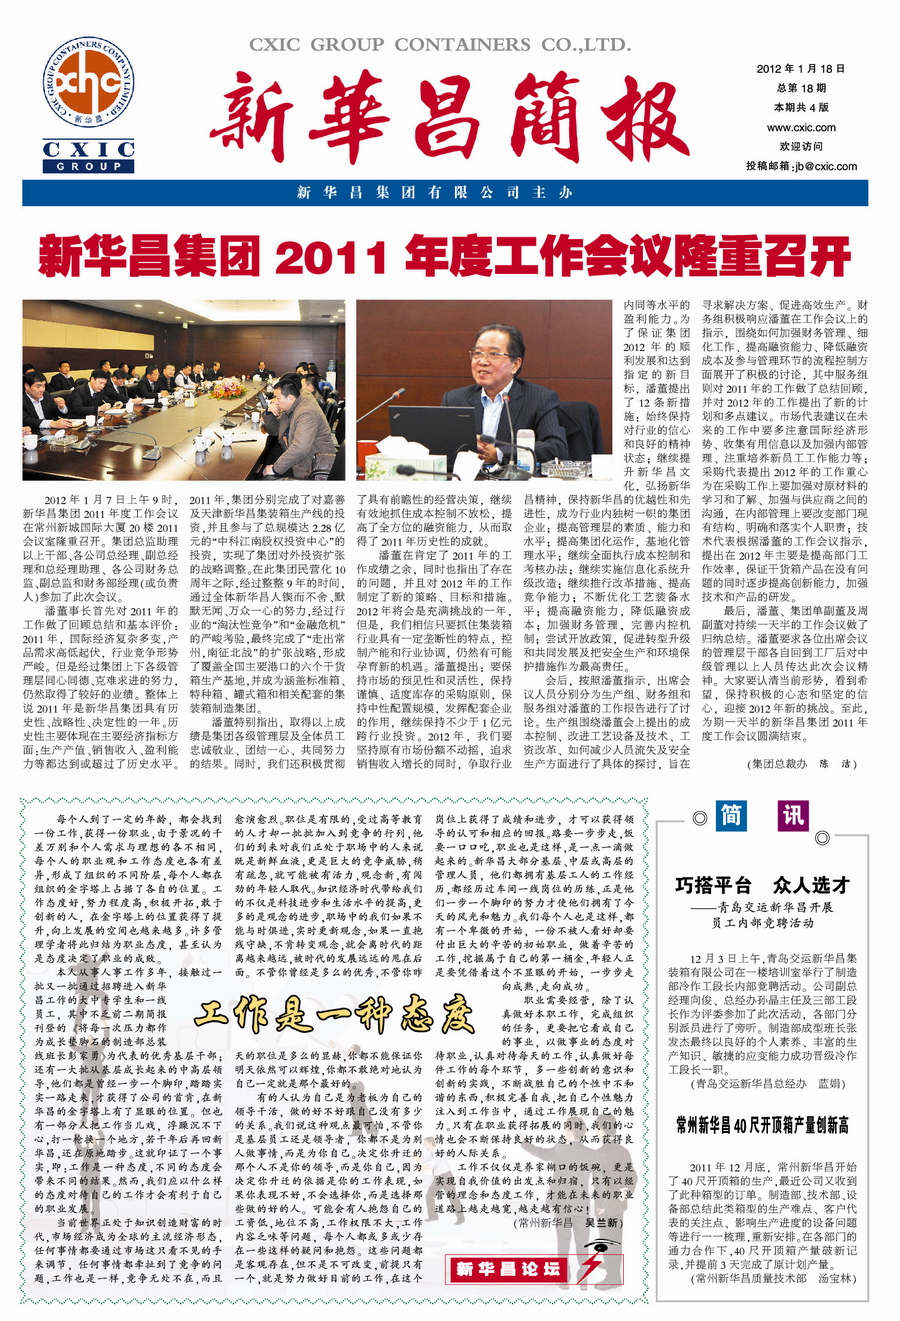 CXIC GROUP CONTAINERS CO.,LTD.
新華昌簡报
CXIC GROUP CONTAINERS COMPANY LIMITED
xhc
新华昌
CXIC
GROUP
2012 年 1 月 18 日
总第 18 期
本期共 4 版
www.cxic.com
欢迎访问
投稿邮箱:jb@cxic.com
新华昌集团有限公司主办
新华昌集团 2011 年度工作会议隆重召开
2012 年 1 月 7 日上午 9 时，
新华昌集团 2011 年度工作会议
在常州新城国际大厦 20 楼 2011
会议室隆重召开。集团总监助理
以上干部、各公司总经理、副总经
理和总经理助理、各公司财务总
监、副总监和财务部经理(或负责
人)参加了此次会议。
潘董事长首先对 2011 年的
工作做了回顾总结和基本评价：
2011 年，国际经济复杂多变，产
品需求高低起伏，行业竞争形势
严峻。但是经过集团上下各级管
理层同心同德、克难求进的努力，
仍然取得了较好的业绩。整体上
说 2011 年是新华昌集团具有历
史性、战略性、决定性的一年。历
史性主要体现在主要经济指标方
面：生产产值、销售收入、盈利能
力等都达到或超过了历史水平。
2011 年，集团分别完成了对嘉善
及天津新华昌集装箱生产线的投
资，并且参与了总规模达 2.28 亿
元的“中科江南股权投资中心”的
投资，实现了集团对外投资扩张
的战略调整。在此集团民营化 10
周年之际，经过整整 9 年的时间，
通过全体新华昌人锲而不舍、默
默无闻、万众一心的努力，经过行
业的“淘汰性竞争”和“金融危机”
的严峻考验，最终完成了“走出常
州，南征北战”的扩张战略，形成
了覆盖全国主要港口的六个干货
箱生产基地，并成为涵盖标准箱、
特种箱、罐式箱和相关配套的集
装箱制造集团。
潘董特别指出，取得以上成
绩是集团各级管理层及全体员工
忠诚敬业、团结一心、共同努力
的结果。同时，我们还积极贯彻
了具有前瞻性的经营决策，继续
有效地抓住成本控制不放松，提
高了全方位的融资能力，从而取
得了 2011 年历史性的成就。
潘董在肯定了 2011 年的工
作成绩之余，同时也指出了存在
的问题，并且对 2012 年的工作
制定了新的策略、目标和措施。
2012 年将会是充满挑战的一年，
但是，我们相信只要抓住集装箱
行业具有一定垄断性的特点，控
制产能和行业协调，仍然有可能
孕育新的机遇。潘董提出：要保
持市场的预见性和灵活性，保持
谨慎、适度库存的采购原则，保
持中性配置规模，发挥配套企业
的作用，继续保持不少于 1 亿元
跨行业投资。2012 年，我们要
坚持原有市场份额不动摇，追求
销售收入增长的同时，争取行业
内同等水平的
盈利能力。为
了保证集团
2012 年的顺
利发展和达到
指定的新目
标，潘董提出
了 12 条新措
施：始终保持
对行业的信心
和良好的精神
状态；继续提
升新华昌文
化，弘扬新华
昌精神，保持新华昌的优越性和先
进性，成为行业内独树一帜的集团
企业；提高管理层的素质、能力和
水平；提高集团化运作，基地化管
理水平；继续全面执行成本控制和
考核办法；继续实施信息化系统升
级改造；继续推行改革措施、提高
竞争能力；不断优化工艺装备水
平；提高融资能力，降低融资成
本；加强财务管理，完善内控机
制；尝试开放政策，促进转型升级
和共同发展及把安全生产和环境保
护措施作为最高责任。
会后，按照潘董指示，出席会
议人员分别分为生产组、财务组和
服务组对潘董的工作报告进行了讨
论。生产组围绕潘董会上提出的成
本控制、改进工艺设备及技术、工
资改革、如何减少人员流失及安全
生产方面进行了具体的探讨，旨在
寻求解决方案、促进高效生产。财
务组积极响应潘董在工作会议上的
指示，围绕如何加强财务管理、细
化工作、提高融资能力、降低融资
成本及参与管理环节的流程控制方
面展开了积极的讨论，其中服务组
则对 2011 年的工作做了总结回顾，
并对 2012 年的工作提出了新的计
划和多点建议。市场代表建议在未
来的工作中要多注意国际经济形
势、收集有用信息以及加强内部管
理、注重培养新员工工作能力等；
采购代表提出 2012 年的工作重心
为在采购工作上要加强对原材料的
学习和了解、加强与供应商之间的
沟通，在内部管理上要改变部门现
有结构、明确和落实个人职责；技
术代表根据潘董的工作会议指示，
提出在 2012 年主要是提高部门工
作效率，保证干货箱产品在没有问
题的同时逐步提高创新能力，加强
技术和产品的研发。
最后，潘董、集团单副董及周
副董对持续一天半的工作会议做了
归纳总结。潘董要求各位出席会议
的管理层干部各自回到工厂后对中
级管理以上人员传达此次会议精
神。大家要认清当前形势，看到希
望，保持积极的心态和坚定的信
心，迎接 2012 年新的挑战。至此，
为期一天半的新华昌集团 2011 年
度工作会议圆满结束。
(集团总裁办 陈 洁)
每个人到了一定的年龄，都会找到
一份工作，获得一份职业，由于景况的千
差万别和个人需求与理想的各不相同，
每个人的职业观和工作态度也各有差
异，形成了组织的不同阶层，每个人都在
组织的金字塔上占据了各自的位置。工
作态度好，努力程度高，积极开拓，敢于
创新的人，在金字塔上的位置获得了提
升，向上发展的空间也越来越多。许多管
理学者将此归结为职业态度，甚至认为
是态度决定了职业的成败。
本人从事人事工作多年，接触过一
批又一批通过招聘进入新华
昌工作的大中专学生和一线
员工，其中不乏前二期简报
刊登的《将每一次压力都作
为成长垫脚石的制造部总装
线班长彭家勇》为代表的优秀基层干部；
还有一大批从基层成长起来的中高层领
导，他们都是曾经一步一个脚印，踏踏实
实一路走来，才获得了公司的首肯，在新
华昌的金字塔上有了显眼的位置。但也
有一部分人把工作当儿戏，浮躁沉不下
心，打一枪换一个地方，若干年后再回新
华昌，还在原地踏步。这就印证了一个事
实，即：工作是一种态度，不同的态度会
带来不同的结果。然而，我们应以什么样
的态度对待自己的工作才会有利于自己
的职业发展。
当前世界正处于知识创造财富的时
代，市场经济成为全球的主流经济形态，
任何事情都要通过市场这只看不见的手
来调节，任何事情都牵扯到了竞争的问
题，工作也是一样，竞争无处不在，而且
愈演愈烈。职位是有限的，受过高等教育
的人才却一批批加入到竞争的行列，他
们的到来对我们正处于职场中的人来说
既是新鲜血液，更是巨大的竞争威胁，稍
有疏忽，就可能被有活力，观念新，有闯
劲的年轻人取代。知识经济时代带给我们
的不仅是科技进步和生活水平的提高，更
多的是观念的进步，职场中的我们如果不
能与时俱进，实时更新观念，如果一直抱
残守缺，不肯转变观念，就会离时代的距
离越来越远，被时代的发展远远的甩在后
面。不管你曾经是多么的优秀，不管你昨
工作是一种态度
天的职位是多么的显赫，你都不能保证你
明天依然可以辉煌，你都不敢绝对地认为
自己一定就是那个最好的。
有的人认为自己是为老板为自己的
领导干活，做的好不好跟自己没有多少
的关系。我们说这种观点最可怕，不管你
是基层员工还是领导者，你都不是为别
人做事情，而是为你自己。决定你升迁的
那个人不是你的领导，而是你自己，因为
决定你升迁的依据是你的工作表现，如
果你表现不好，不会选择你，而是选择那
些做的好的人。可能会有人抱怨自己的
工资低，地位不高，工作权限不大，工作
内容乏味等问题，每个人都或多或少存
在一些这样的疑问和抱怨。这些问题都
是客观存在，但不是不可改变，前提只有
一个，就是努力做好目前的工作，在这个
岗位上获得了成绩和进步，才可以获得领
导的认可和相应的回报。路要一步步走，饭
要一口口吃，职业也是这样，是一点一滴做
起来的。新华昌大部分基层、中层或高层的
管理人员，他们都拥有基层工人的工作经
历，都经历过车间一线岗位的历练，正是他
们一步一个脚印的努力才使他们拥有了今
天的风光和魅力。我们每个人也是这样，都
有一个卑微的开始，一份不被人看好却要
付出巨大的辛苦的初始职业，做着辛苦的
工作，挖掘属于自己的第一桶金，年轻人正
是要凭借着这个不显眼的开始，一步步走
向成熟，走向成功。
职业需要经营，除了认
真做好本职工作，完成组织
的任务，更要把它看成自己
的事业，以做事业的态度对
待职业，认真对待每天的工作，认真做好每
件工作的每个环节，多一些创新的意识和
创新的实践，不断战胜自己的个性中不和
谐的东西，积极完善自我，把自己个性魅力
注入到工作当中，通过工作展现自己的魅
力。只有在职业获得拓展的同时，我们的心
情也会不断保持良好的状态，从而获得良
好的人际关系。
工作不仅仅是养家糊口的饭碗，更是
实现自我价值的出发点和归宿，只有以经
营的理念和态度工作，才能在未来的职业
道路上越走越宽，越走越有信心！
(常州新华昌 吴兰新)
新华昌论坛
简 讯
巧搭平台 众人选才
——青岛交运新华昌开展
员工内部竞聘活动
12 月 3 日上午，青岛交运新华昌集
装箱有限公司在一楼培训室举行了制造
部冷作工段长内部竞聘活动。公司副总
经理向俊、总经办孙晶主任及三部工段
长作为评委参加了此次活动，各部门分
别派员进行了旁听。制造部成型班长张
发杰最终以良好的个人素养、丰富的生
产知识、敏捷的应变能力成功晋级冷作
工段长一职。
(青岛交运新华昌总经办 蓝娟)
常州新华昌 40 尺开顶箱产量创新高
2011 年 12 月底，常州新华昌开始
了 40 尺开顶箱的生产，最近公司又收到
了此种箱型的订单。制造部、技术部、设
备部总结此类箱型的生产难点、客户代
表的关注点、影响生产进度的设备问题
等进行一一梳理，重新安排。在各部门的
通力合作下，40 尺开顶箱产量破新记
录，并提前 3 天完成了原计划产量。
(常州新华昌质量技术部 汤宝林)